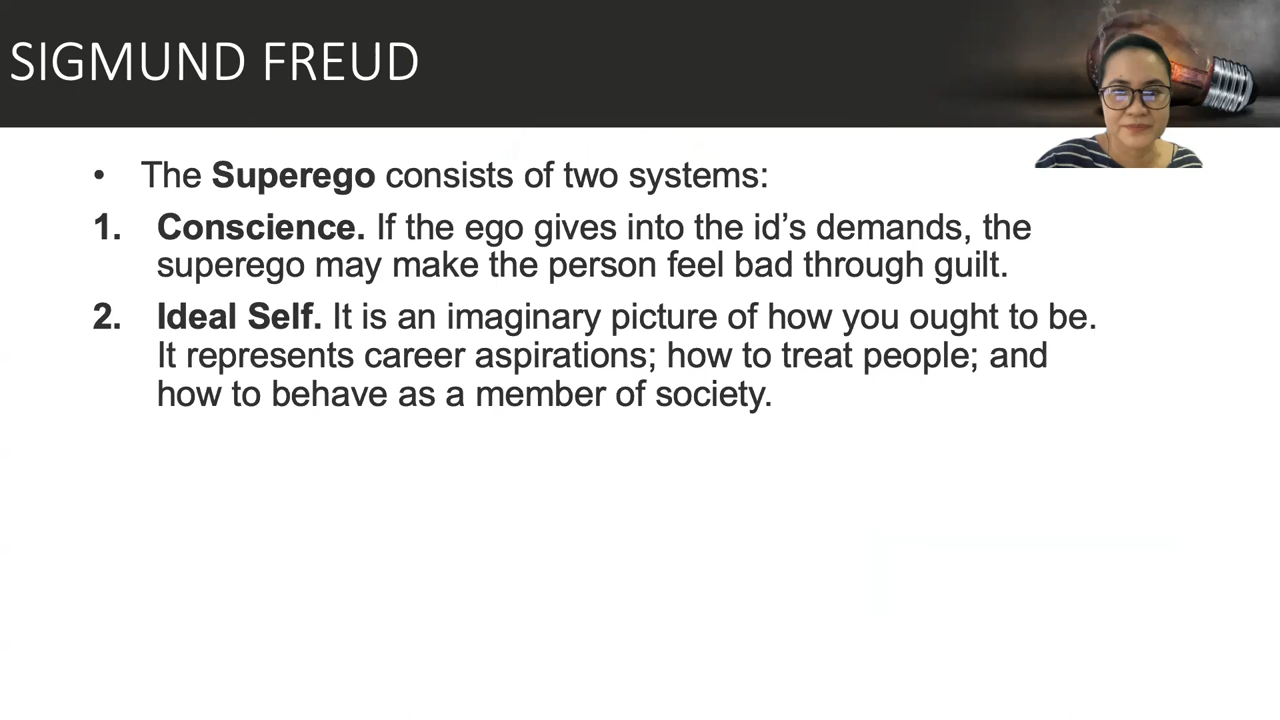 SIGMUND FREUD
• The Superego consists of two systems:
1. Conscience. If the ego gives into the id’s demands, the
superego may make the person feel bad through guilt.
2. Ideal Self. It is an imaginary picture of how you ought to be.
It represents career aspirations; how to treat people; and
how to behave as a member of society.